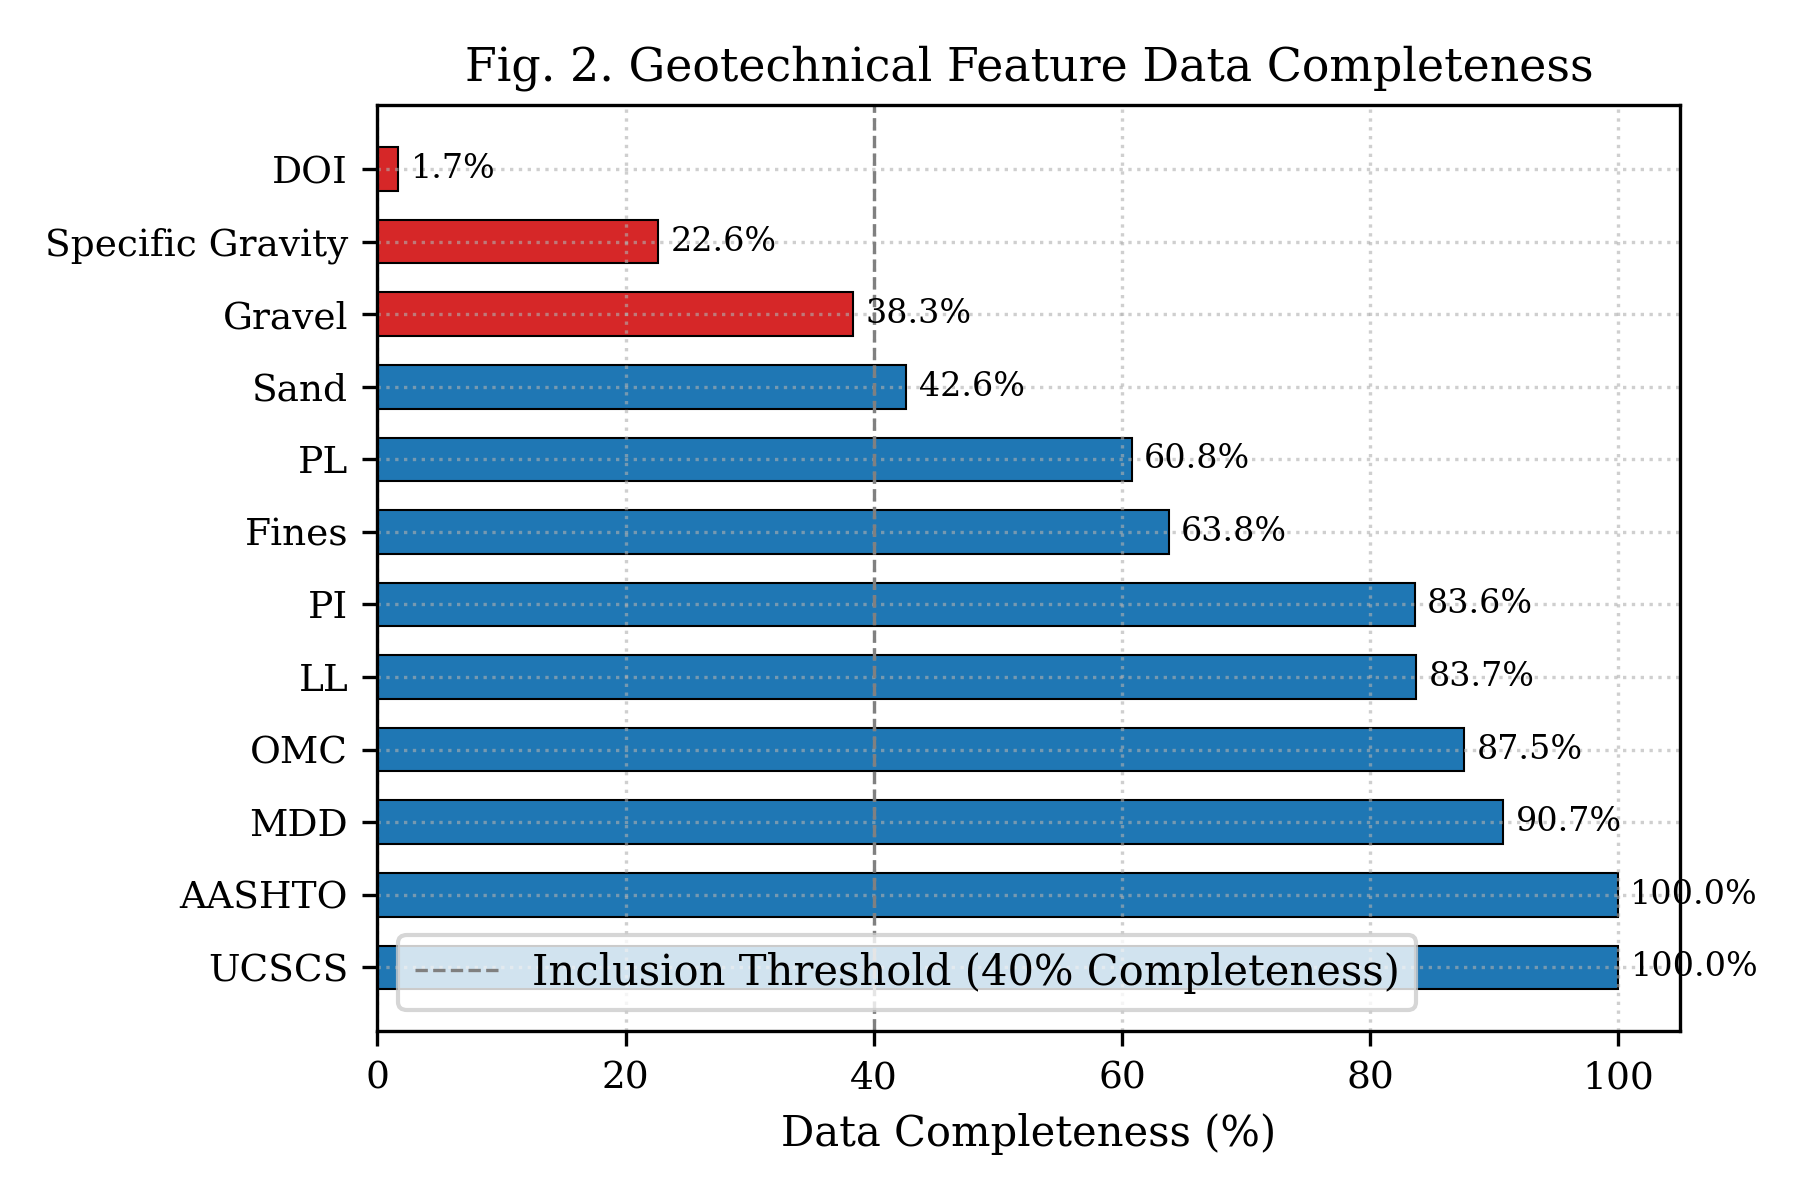 Fig. 2. Geotechnical Feature Data Completeness
DOI 1.7%
Specific Gravity 22.6%
Gravel 38.3%
Sand 42.6%
PL 60.8%
Fines 63.8%
PI 83.6%
LL 83.7%
OMC 87.5%
MDD 90.7%
AASHTO 100.0%
UCSCS 100.0%
Inclusion Threshold (40% Completeness)
0 20 40 60 80 100
Data Completeness (%)